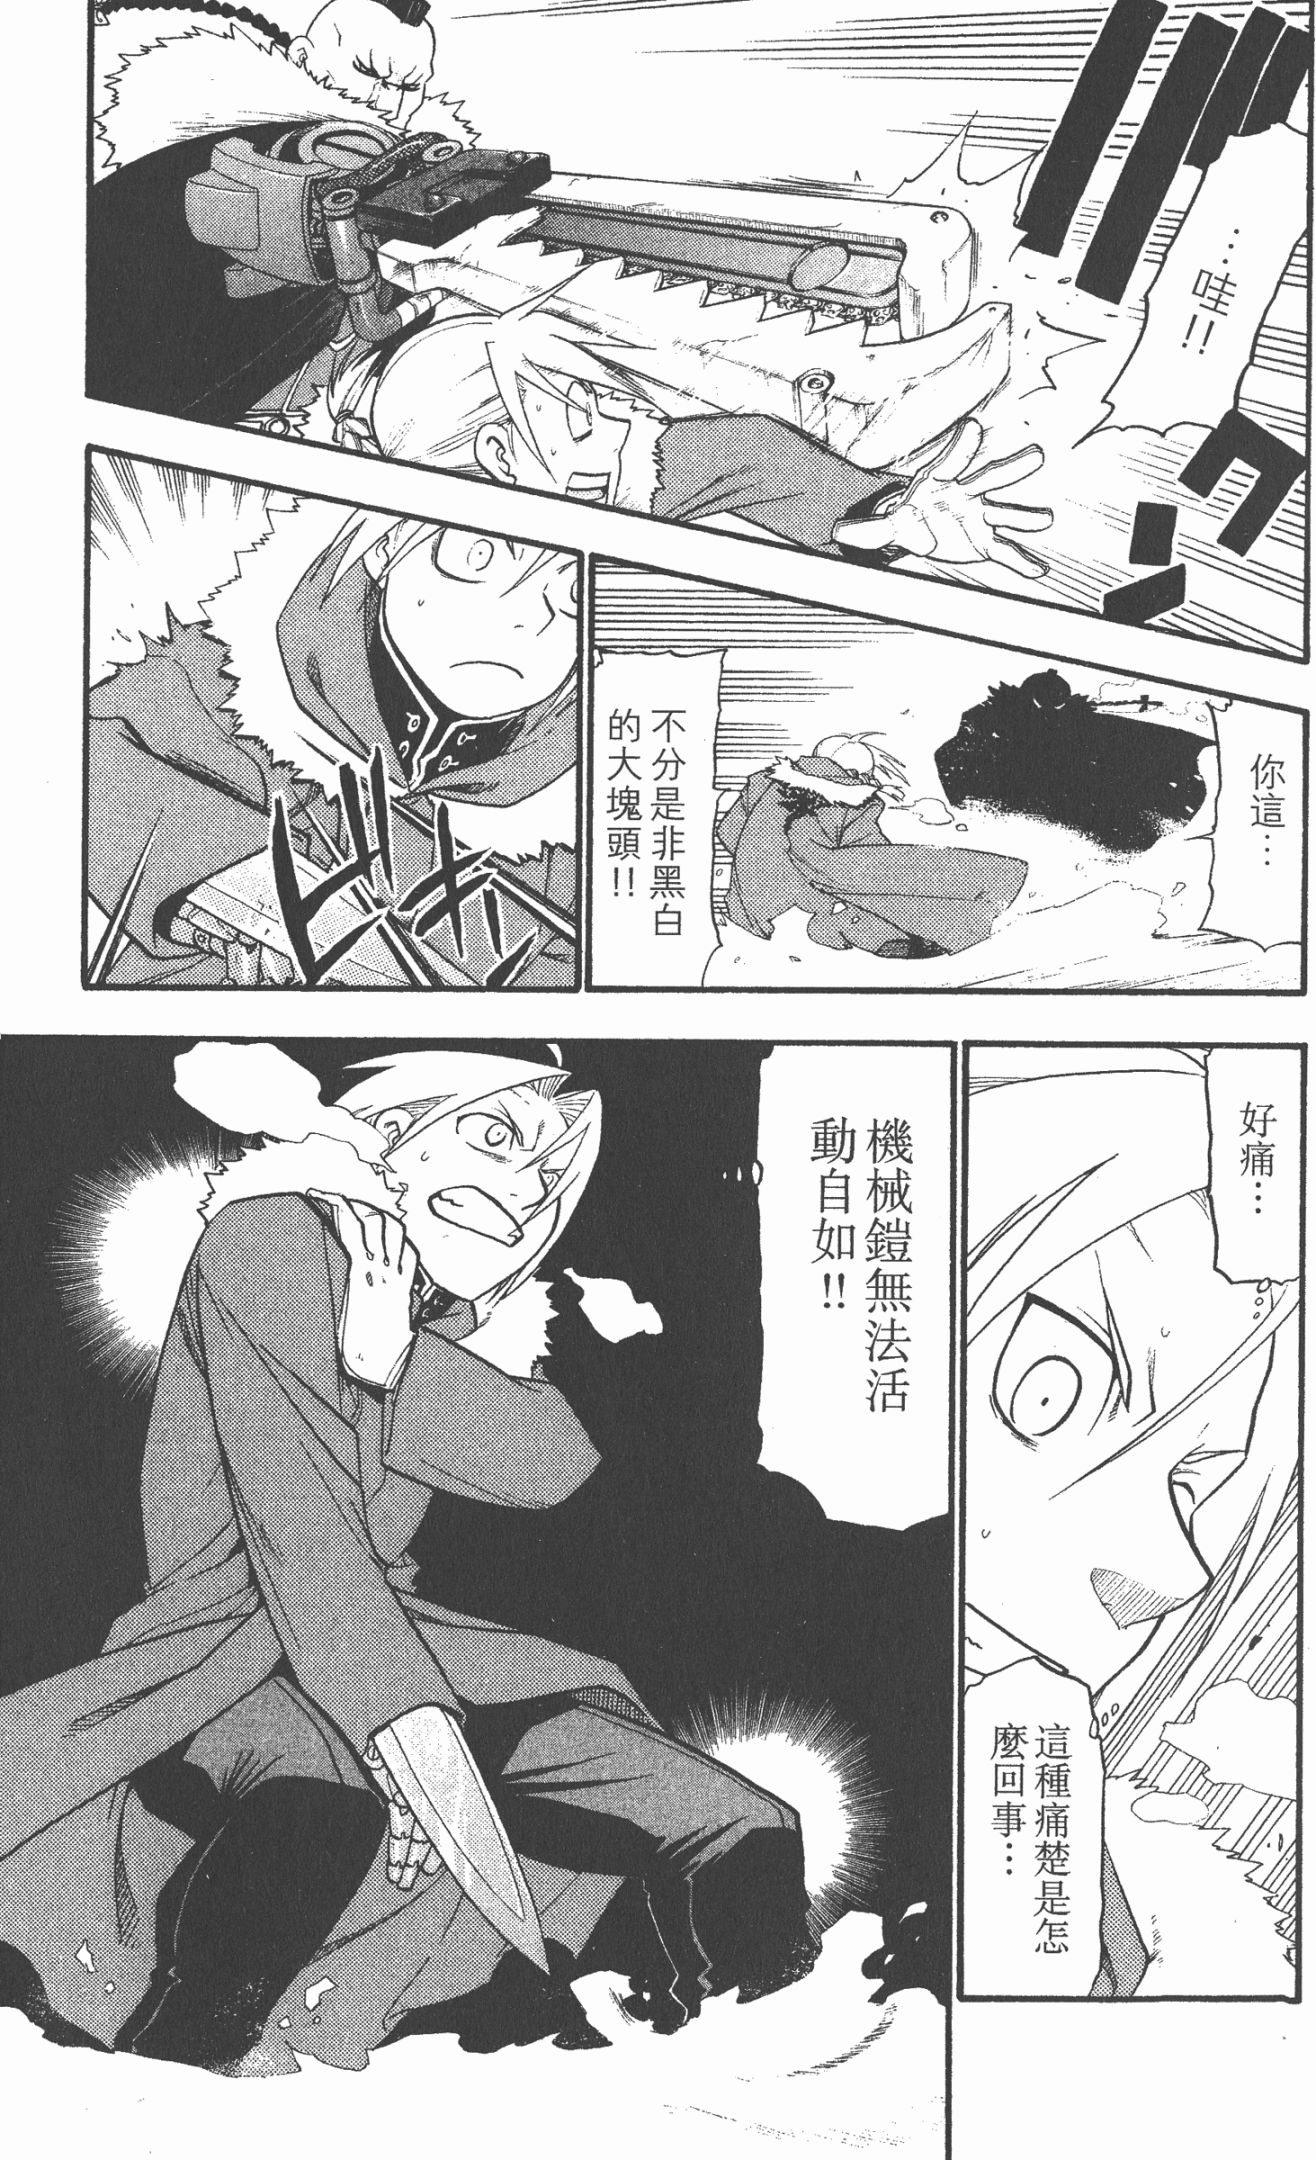 …哇!!
你這…
不分是非黑白
的大塊頭!!
好痛…
這種痛楚是怎
麼回事…
機械鎧無法活
動自如!!